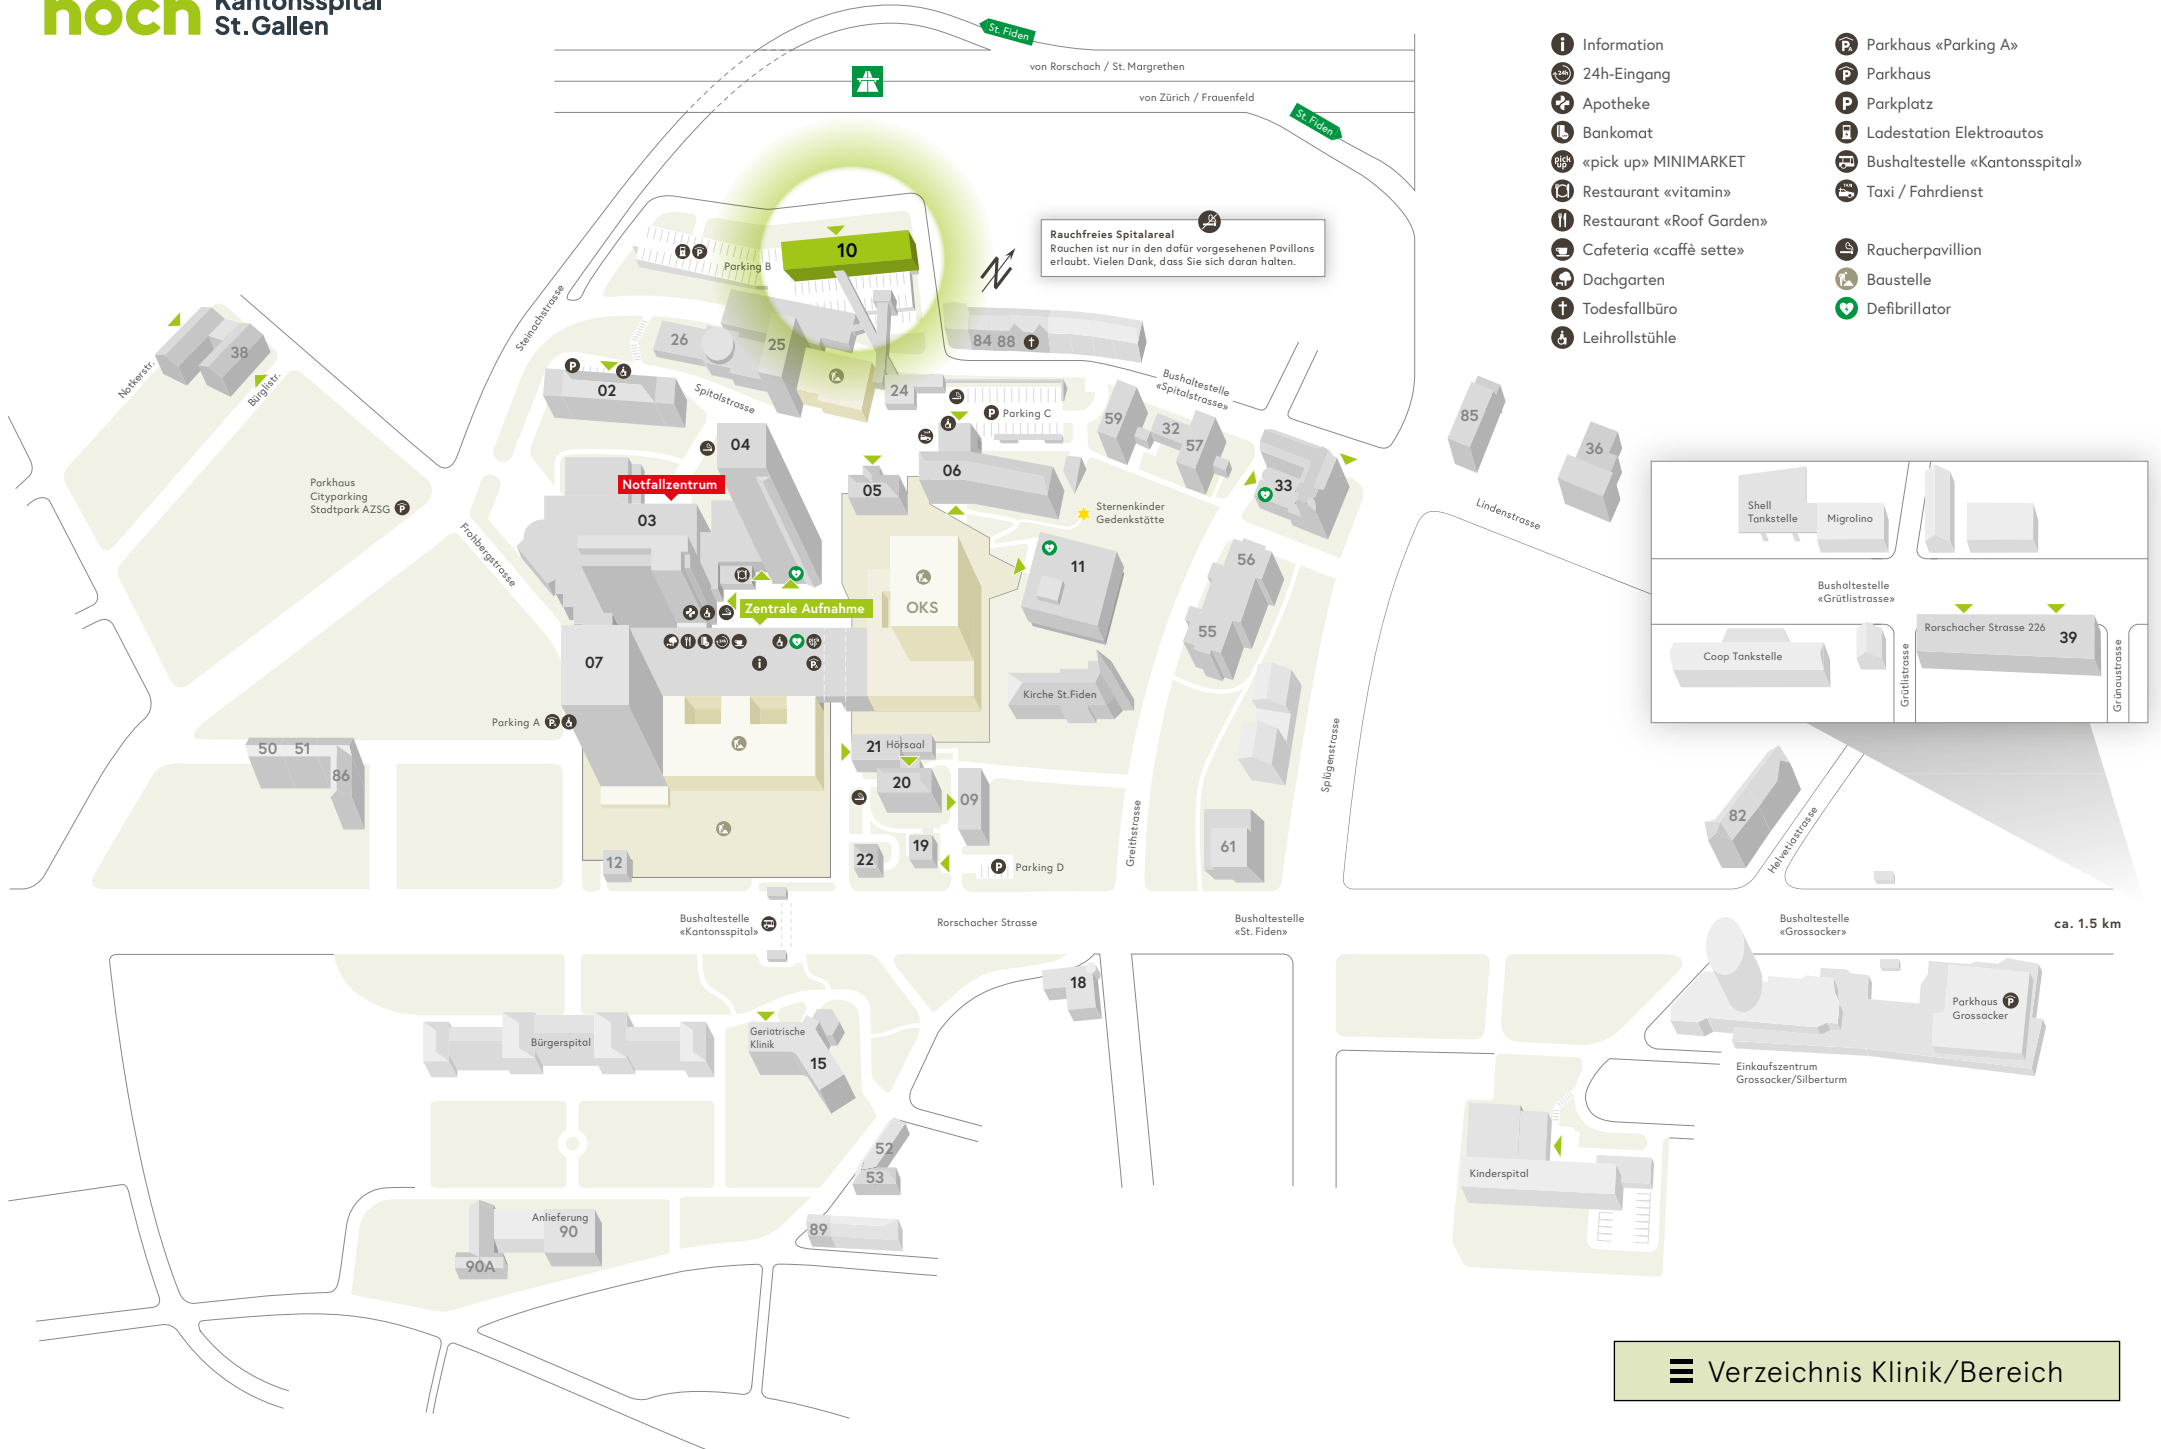 noch Kantonsspital
St.Gallen
St. Fiden
von Rorschach / St. Margrethen
von Zürich / Frauenfeld
St. Fiden
Information
24h-Eingang
Apotheke
Bankomat
pick up «pick up» MINIMARKET
Restaurant «vitamin»
Restaurant «Roof Garden»
Cafeteria «caffè sette»
Dachgarten
Todesfallbüro
Leihrollstühle
Parkhaus «Parking A»
Parkhaus
Parkplatz
Ladestation Elektroautos
Bushaltestelle «Kantonsspital»
Taxi / Fahrdienst
Raucherpavillion
Baustelle
Defibrillator
Rauchfreies Spitalareal
Rauchen ist nur in den dafür vorgesehenen Pavillons
erlaubt. Vielen Dank, dass Sie sich daran halten.
N
10
Parking B
Steinachstrasse
26
25
84 88
38
Notkerstr.
Bürglistr.
02
Spitalstrasse
24
Bushaltestelle
«Spitalstrasse»
Parking C
59
32
57
85
36
04
Notfallzentrum
03
05
06
33
Parkhaus
Cityparking
Stadtpark AZSG
Frohbergstrasse
Sternenkinder
Gedenkstätte
Lindenstrasse
11
56
55
OKS
Zentrale Aufnahme
07
Kirche St.Fiden
Parking A
Shell
Tankstelle
Migrolino
Bushaltestelle
«Grütlistrasse»
Rorschacher Strasse 226
39
Coop Tankstelle
Grütlistrasse
Grünaustrasse
50 51
86
21 Hörsaal
20
09
19
22
12
Parking D
Greithstrasse
Splügenstrasse
61
82
Helvetiastrasse
Bushaltestelle
«Kantonsspital»
Rorschacher Strasse
Bushaltestelle
«St. Fiden»
Bushaltestelle
«Grossacker»
ca. 1.5 km
18
Bürgerspital
Geriatrische
Klinik
15
Parkhaus
Grossacker
Einkaufszentrum
Grossacker/Silberturm
52
53
89
Anlieferung
90
90A
Kinderspital
Verzeichnis Klinik/Bereich